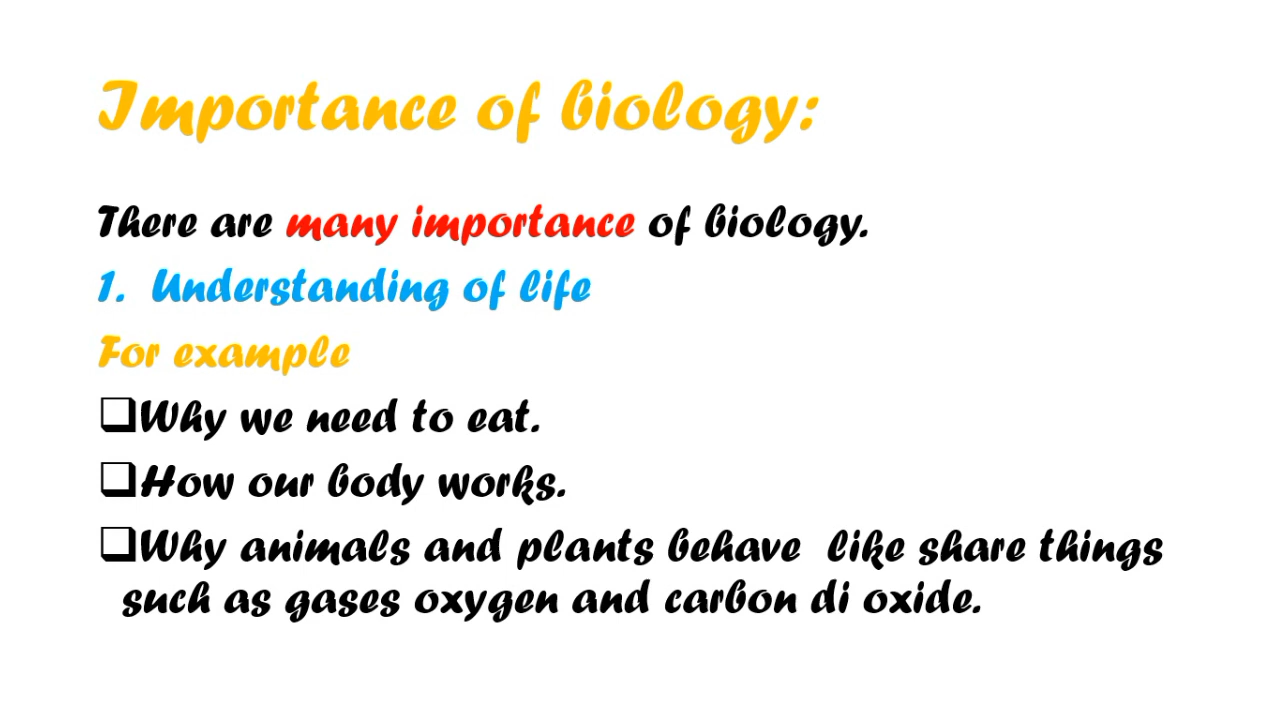 Importance of biology:
There are many importance of biology.
1. Understanding of life
For example
❑Why we need to eat.
❑How our body works.
❑Why animals and plants behave like share things
such as gases oxygen and carbon di oxide.